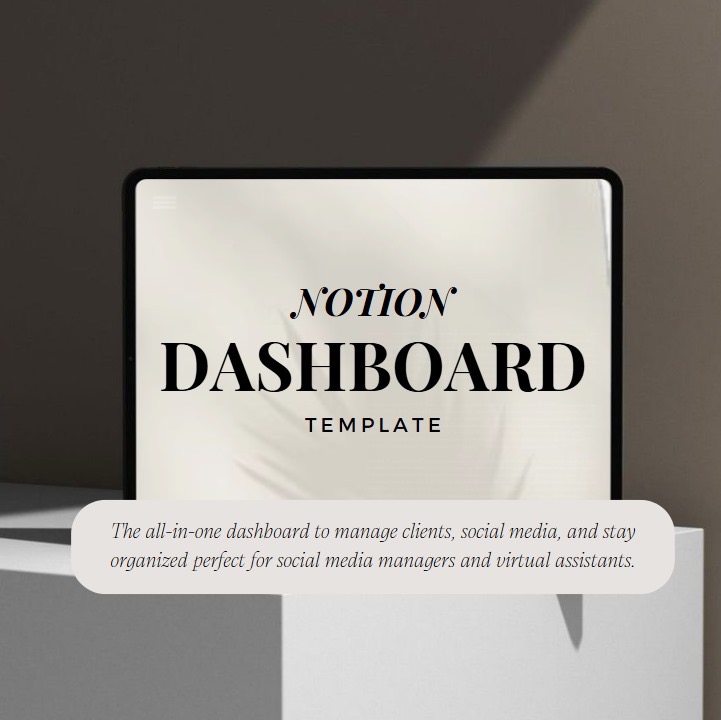 NOTION
DASHBOARD
TEMPLATE
The all-in-one dashboard to manage clients, social media, and stay
organized perfect for social media managers and virtual assistants.